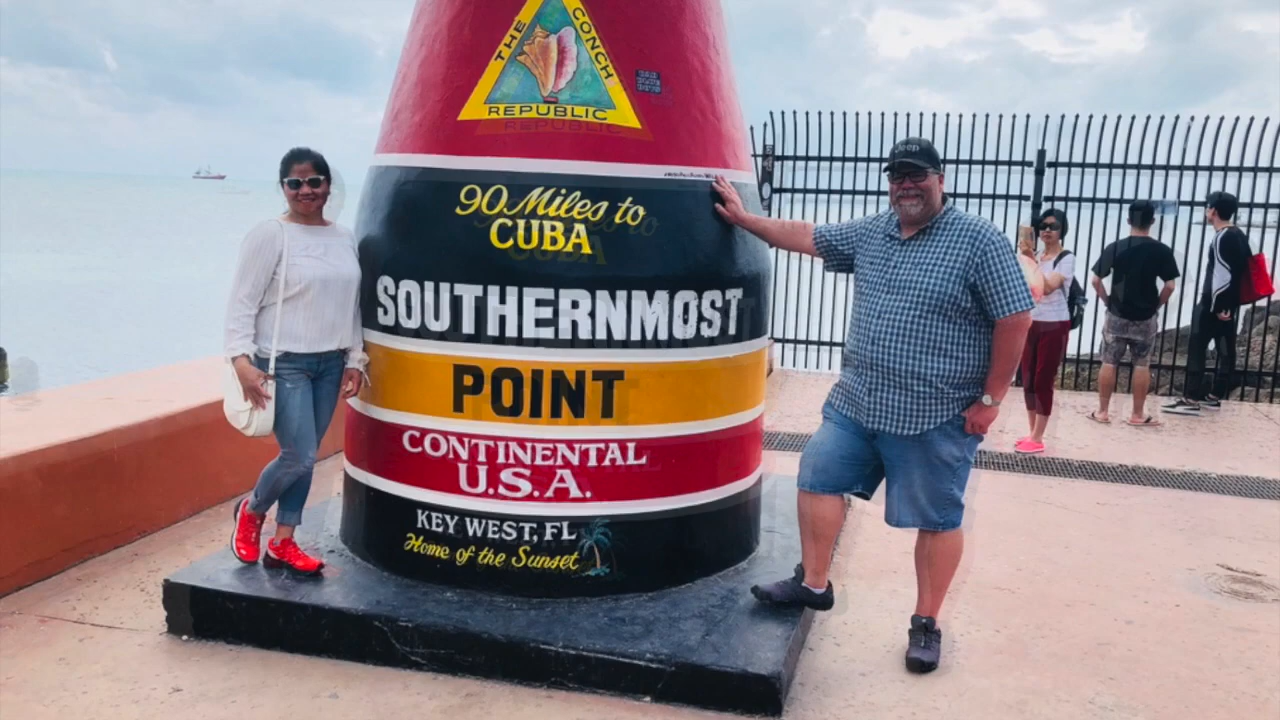 THE CONCH
REPUBLIC
90 Miles to
CUBA
SOUTHERNMOST
POINT
CONTINENTAL
U.S.A.
KEY WEST, FL
Home of the Sunset
Jeep